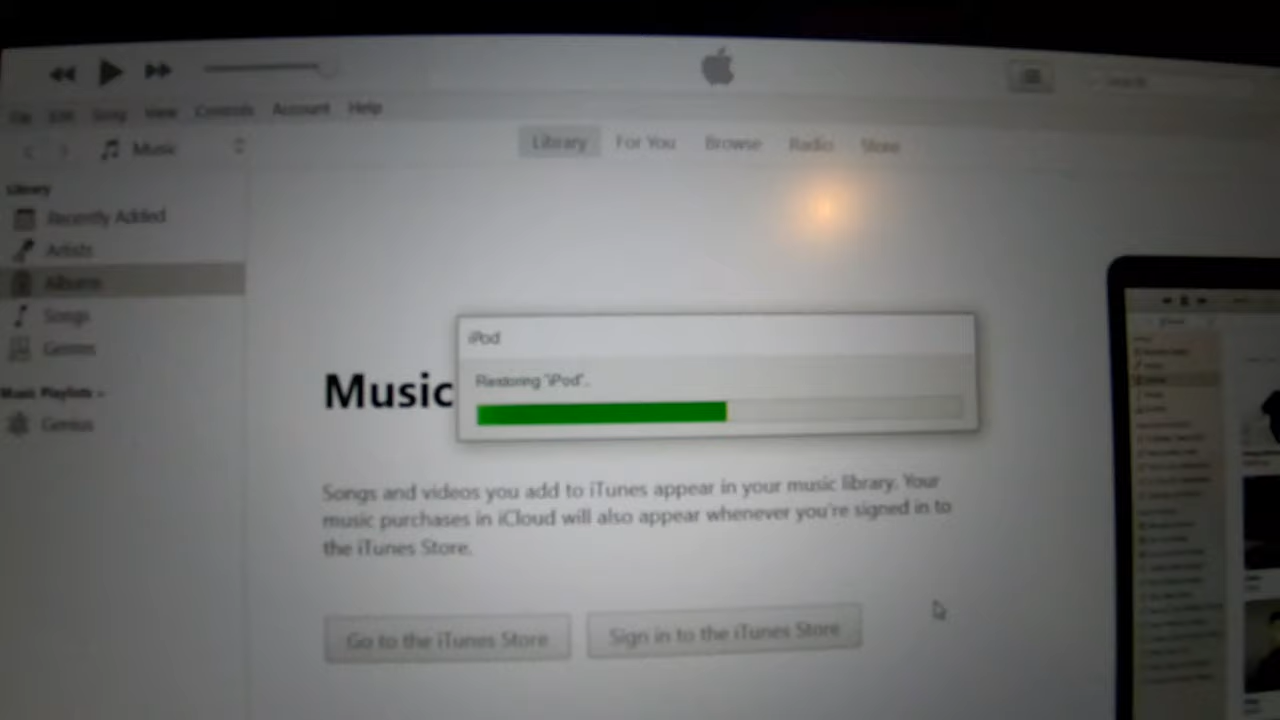 File Edit Song View Controls Account Help
Music
Library For You Browse Radio Store
Library
Recently Added
Artists
Albums
Songs
Genres
Music Playlists
Genius
iPod
Restoring "iPod".
Music
Songs and videos you add to iTunes appear in your music library. Your
music purchases in iCloud will also appear whenever you're signed in to
the iTunes Store.
Go to the iTunes Store
Sign in to the iTunes Store